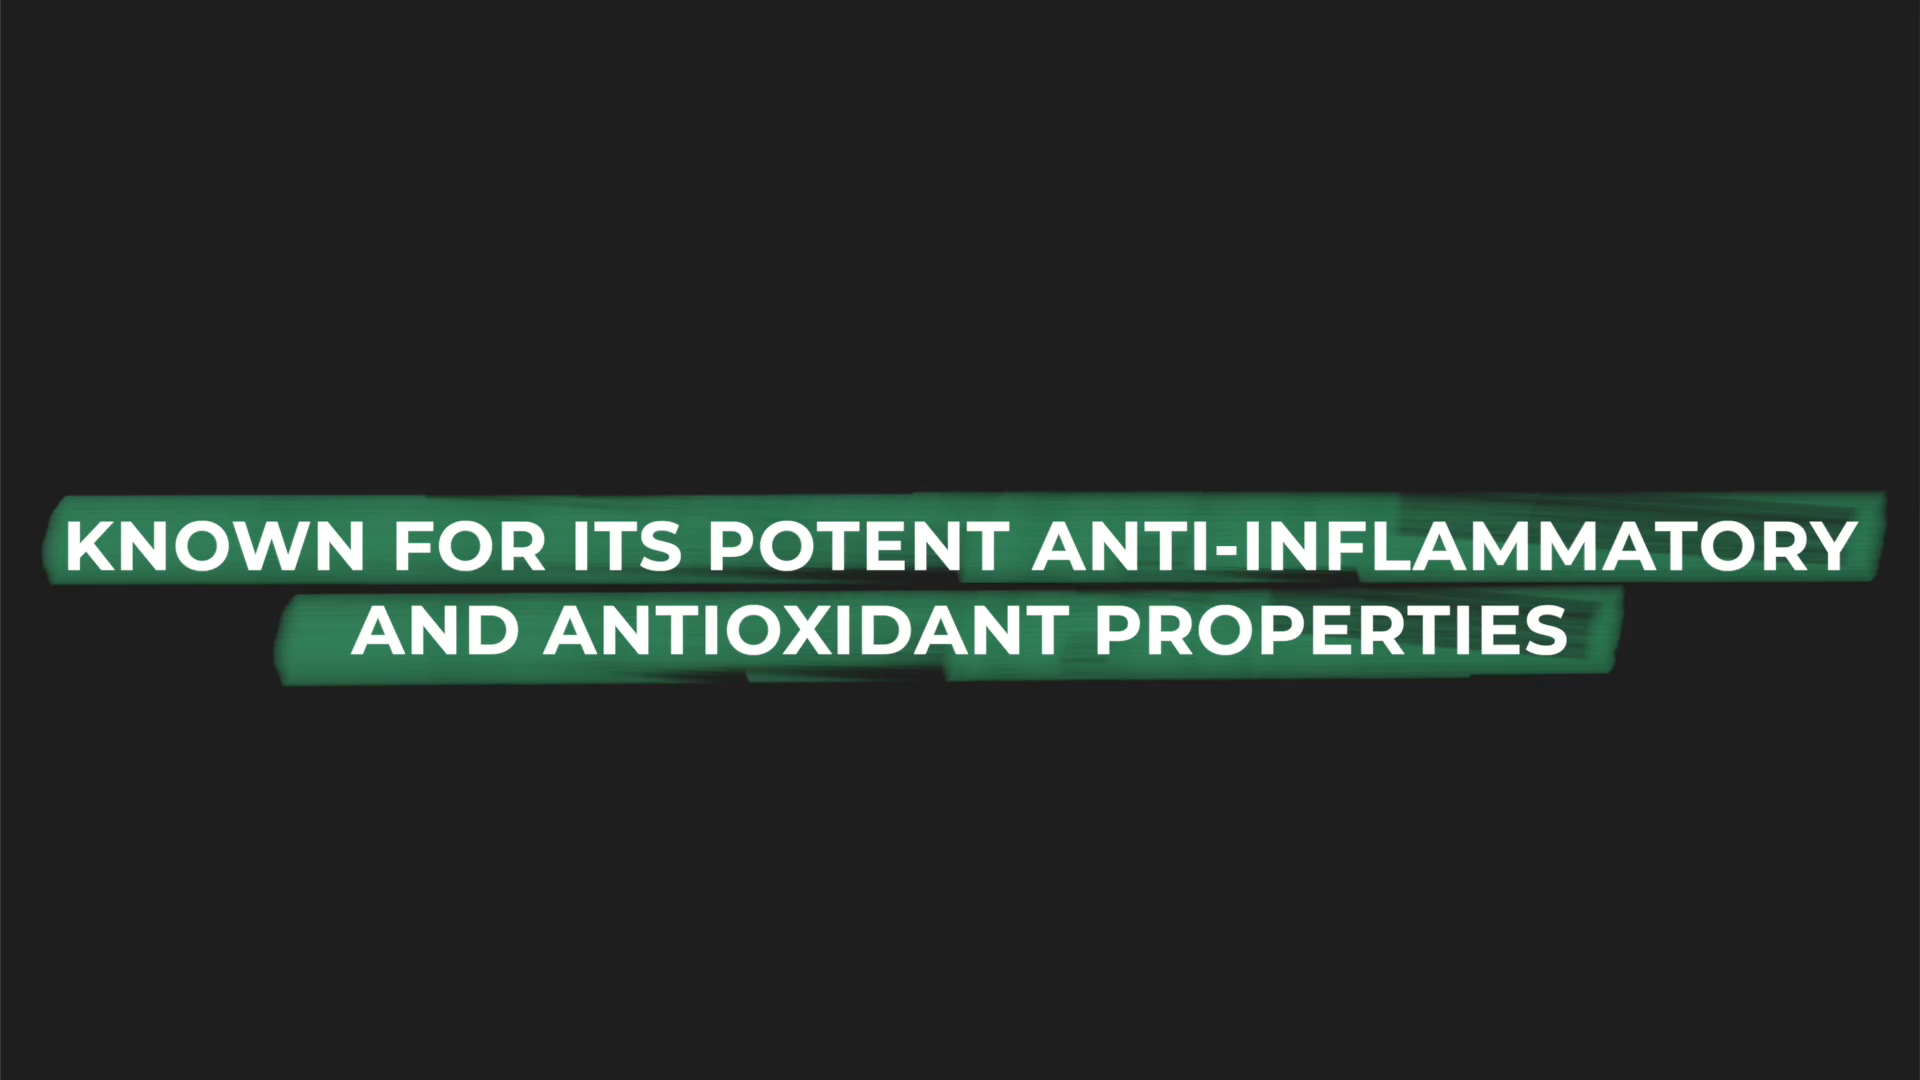 KNOWN FOR ITS POTENT ANTI-INFLAMMATORY
AND ANTIOXIDANT PROPERTIES